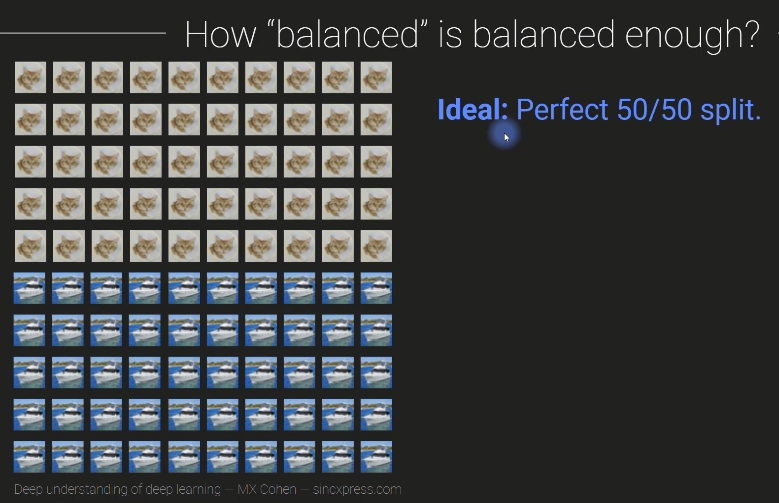 How “balanced” is balanced enough?
Ideal: Perfect 50/50 split.
Deep understanding of deep learning — MX Cohen — sincxpress.com